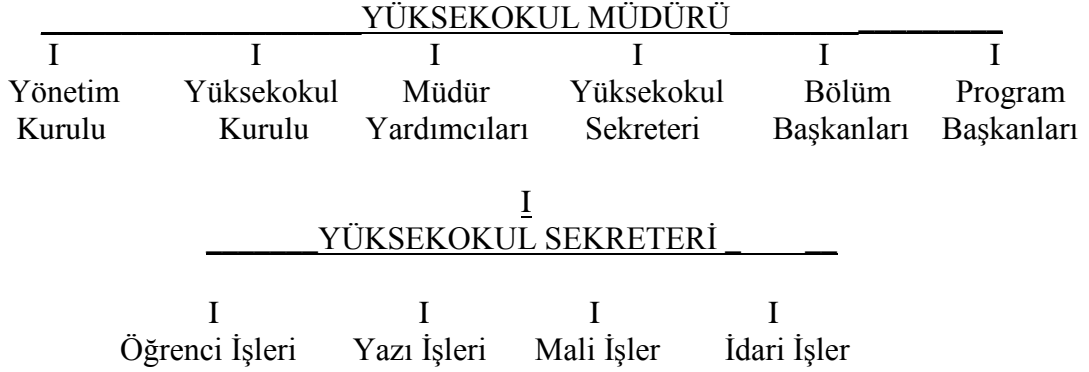 YÜKSEKOKUL MÜDÜRÜ
I I I I I I
Yönetim Yüksekokul Müdür Yüksekokul Bölüm Program
Kurulu Kurulu Yardımcıları Sekreteri Başkanları Başkanları
I
YÜKSEKOKUL SEKRETERİ
I I I I
Öğrenci İşleri Yazı İşleri Mali İşler İdari İşler